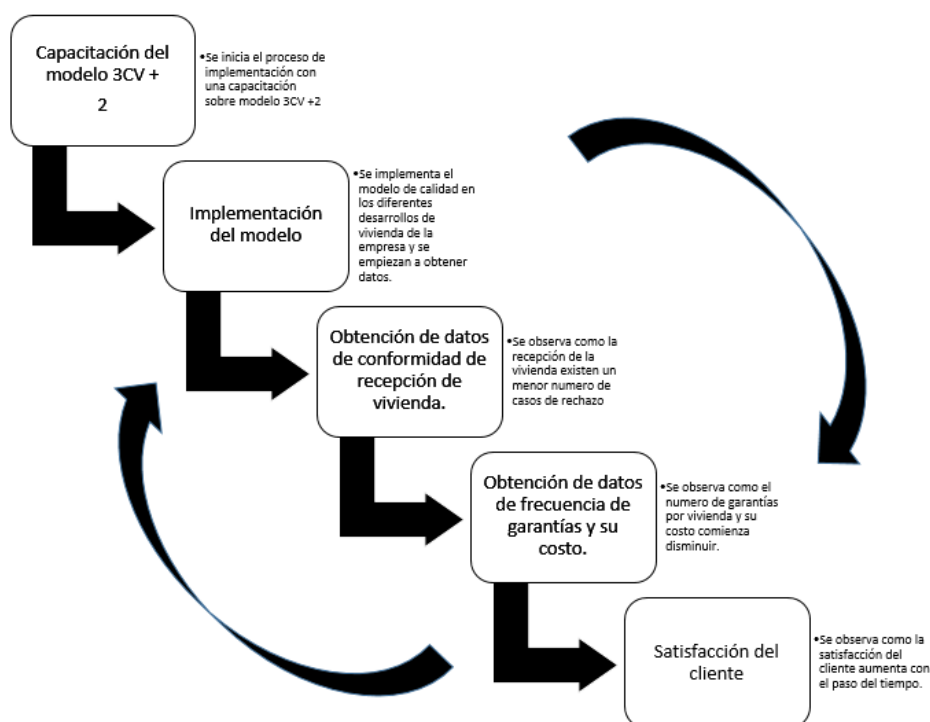 Capacitación del
modelo 3CV +
2
•Se inicia el proceso de
implementación con
una capacitación
sobre modelo 3CV +2
Implementación
del modelo
•Se implementa el
modelo de calidad en
los diferentes
desarrollos de
vivienda de la
empresa y se
empiezan a obtener
datos.
Obtención de datos
de conformidad de
recepción de
vivienda.
•Se observa como la
recepción de la
vivienda existen un
menor numero de
casos de rechazo
Obtención de datos
de frecuencia de
garantías y su
costo.
•Se observa como el
numero de garantías
por vivienda y su
costo comienza
disminuir.
Satisfacción del
cliente
•Se observa como la
satisfacción del
cliente aumenta con
el paso del tiempo.